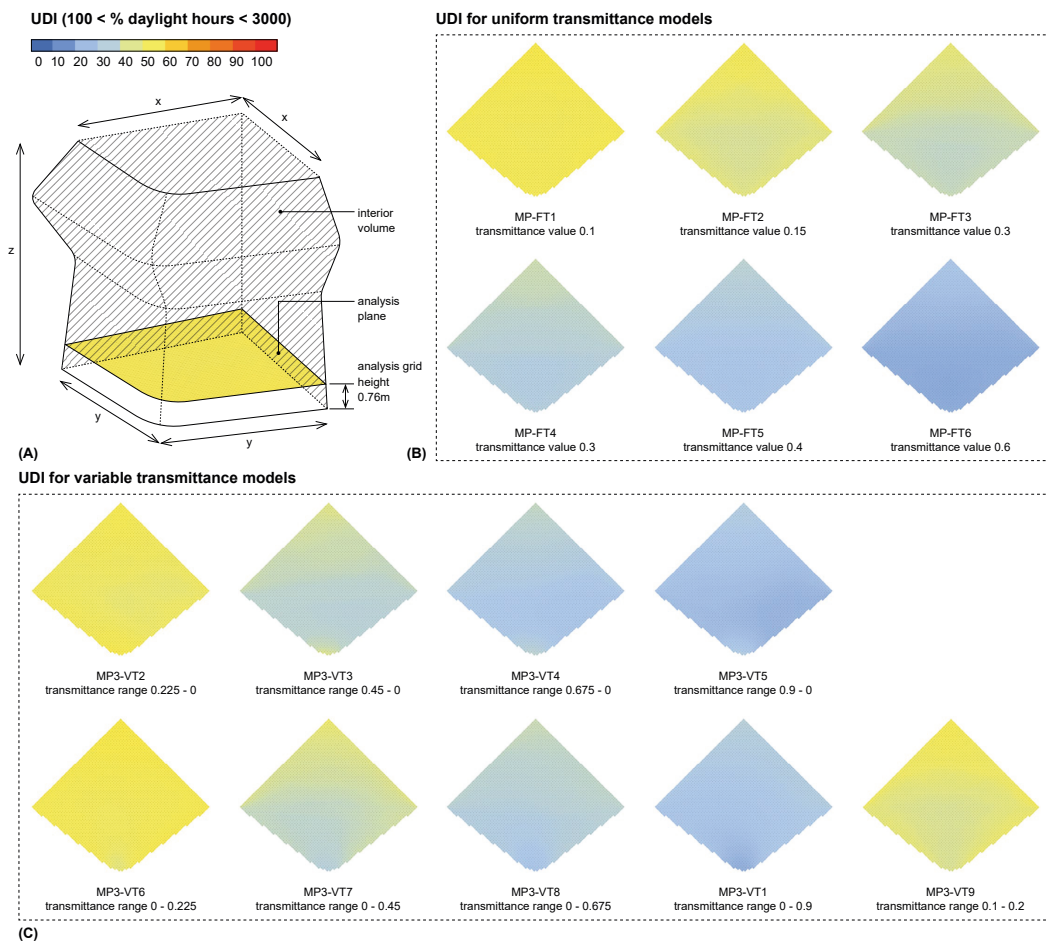 UDI (100 < % daylight hours < 3000)
0 10 20 30 40 50 60 70 80 90 100
x
x
z
interior
volume
analysis
plane
analysis grid
height
0.76m
y
y
(A)
UDI for uniform transmittance models
MP-FT1
transmittance value 0.1
MP-FT2
transmittance value 0.15
MP-FT3
transmittance value 0.3
MP-FT4
transmittance value 0.3
MP-FT5
transmittance value 0.4
MP-FT6
transmittance value 0.6
(B)
UDI for variable transmittance models
MP3-VT2
transmittance range 0.225 - 0
MP3-VT3
transmittance range 0.45 - 0
MP3-VT4
transmittance range 0.675 - 0
MP3-VT5
transmittance range 0.9 - 0
MP3-VT6
transmittance range 0 - 0.225
MP3-VT7
transmittance range 0 - 0.45
MP3-VT8
transmittance range 0 - 0.675
MP3-VT1
transmittance range 0 - 0.9
MP3-VT9
transmittance range 0.1 - 0.2
(C)